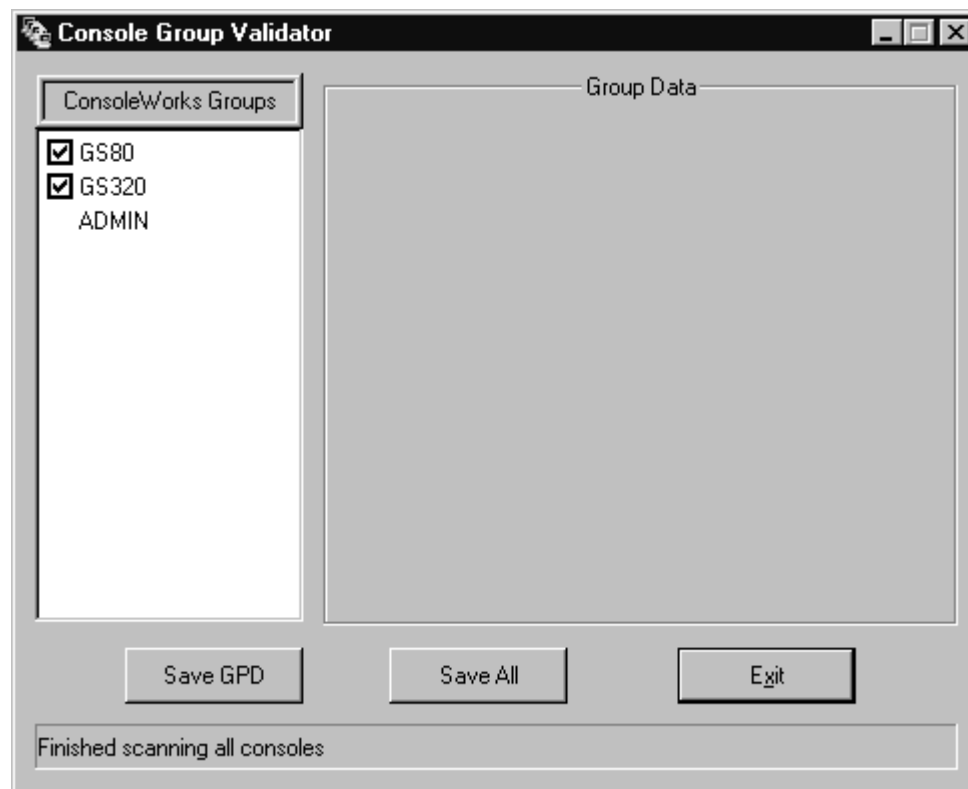 Console Group Validator
ConsoleWorks Groups
Group Data
GS80
GS320
ADMIN
Save GPD
Save All
Exit
Finished scanning all consoles